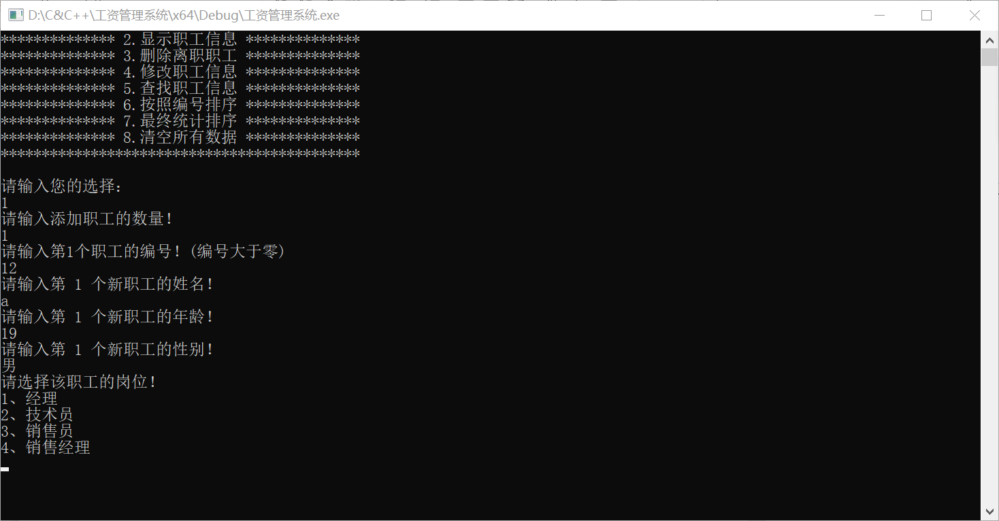 D:\C&C++\工资管理系统\x64\Debug\工资管理系统.exe
************** 2.显示职工信息 **************
************** 3.删除离职职工 **************
************** 4.修改职工信息 **************
************** 5.查找职工信息 **************
************** 6.按照编号排序 **************
************** 7.最终统计排序 **************
************** 8.清空所有数据 **************
********************************************
请输入您的选择：
1
请输入添加职工的数量！
1
请输入第1个职工的编号！(编号大于零)
12
请输入第 1 个新职工的姓名！
a
请输入第 1 个新职工的年龄！
19
请输入第 1 个新职工的性别！
男
请选择该职工的岗位！
1、经理
2、技术员
3、销售员
4、销售经理